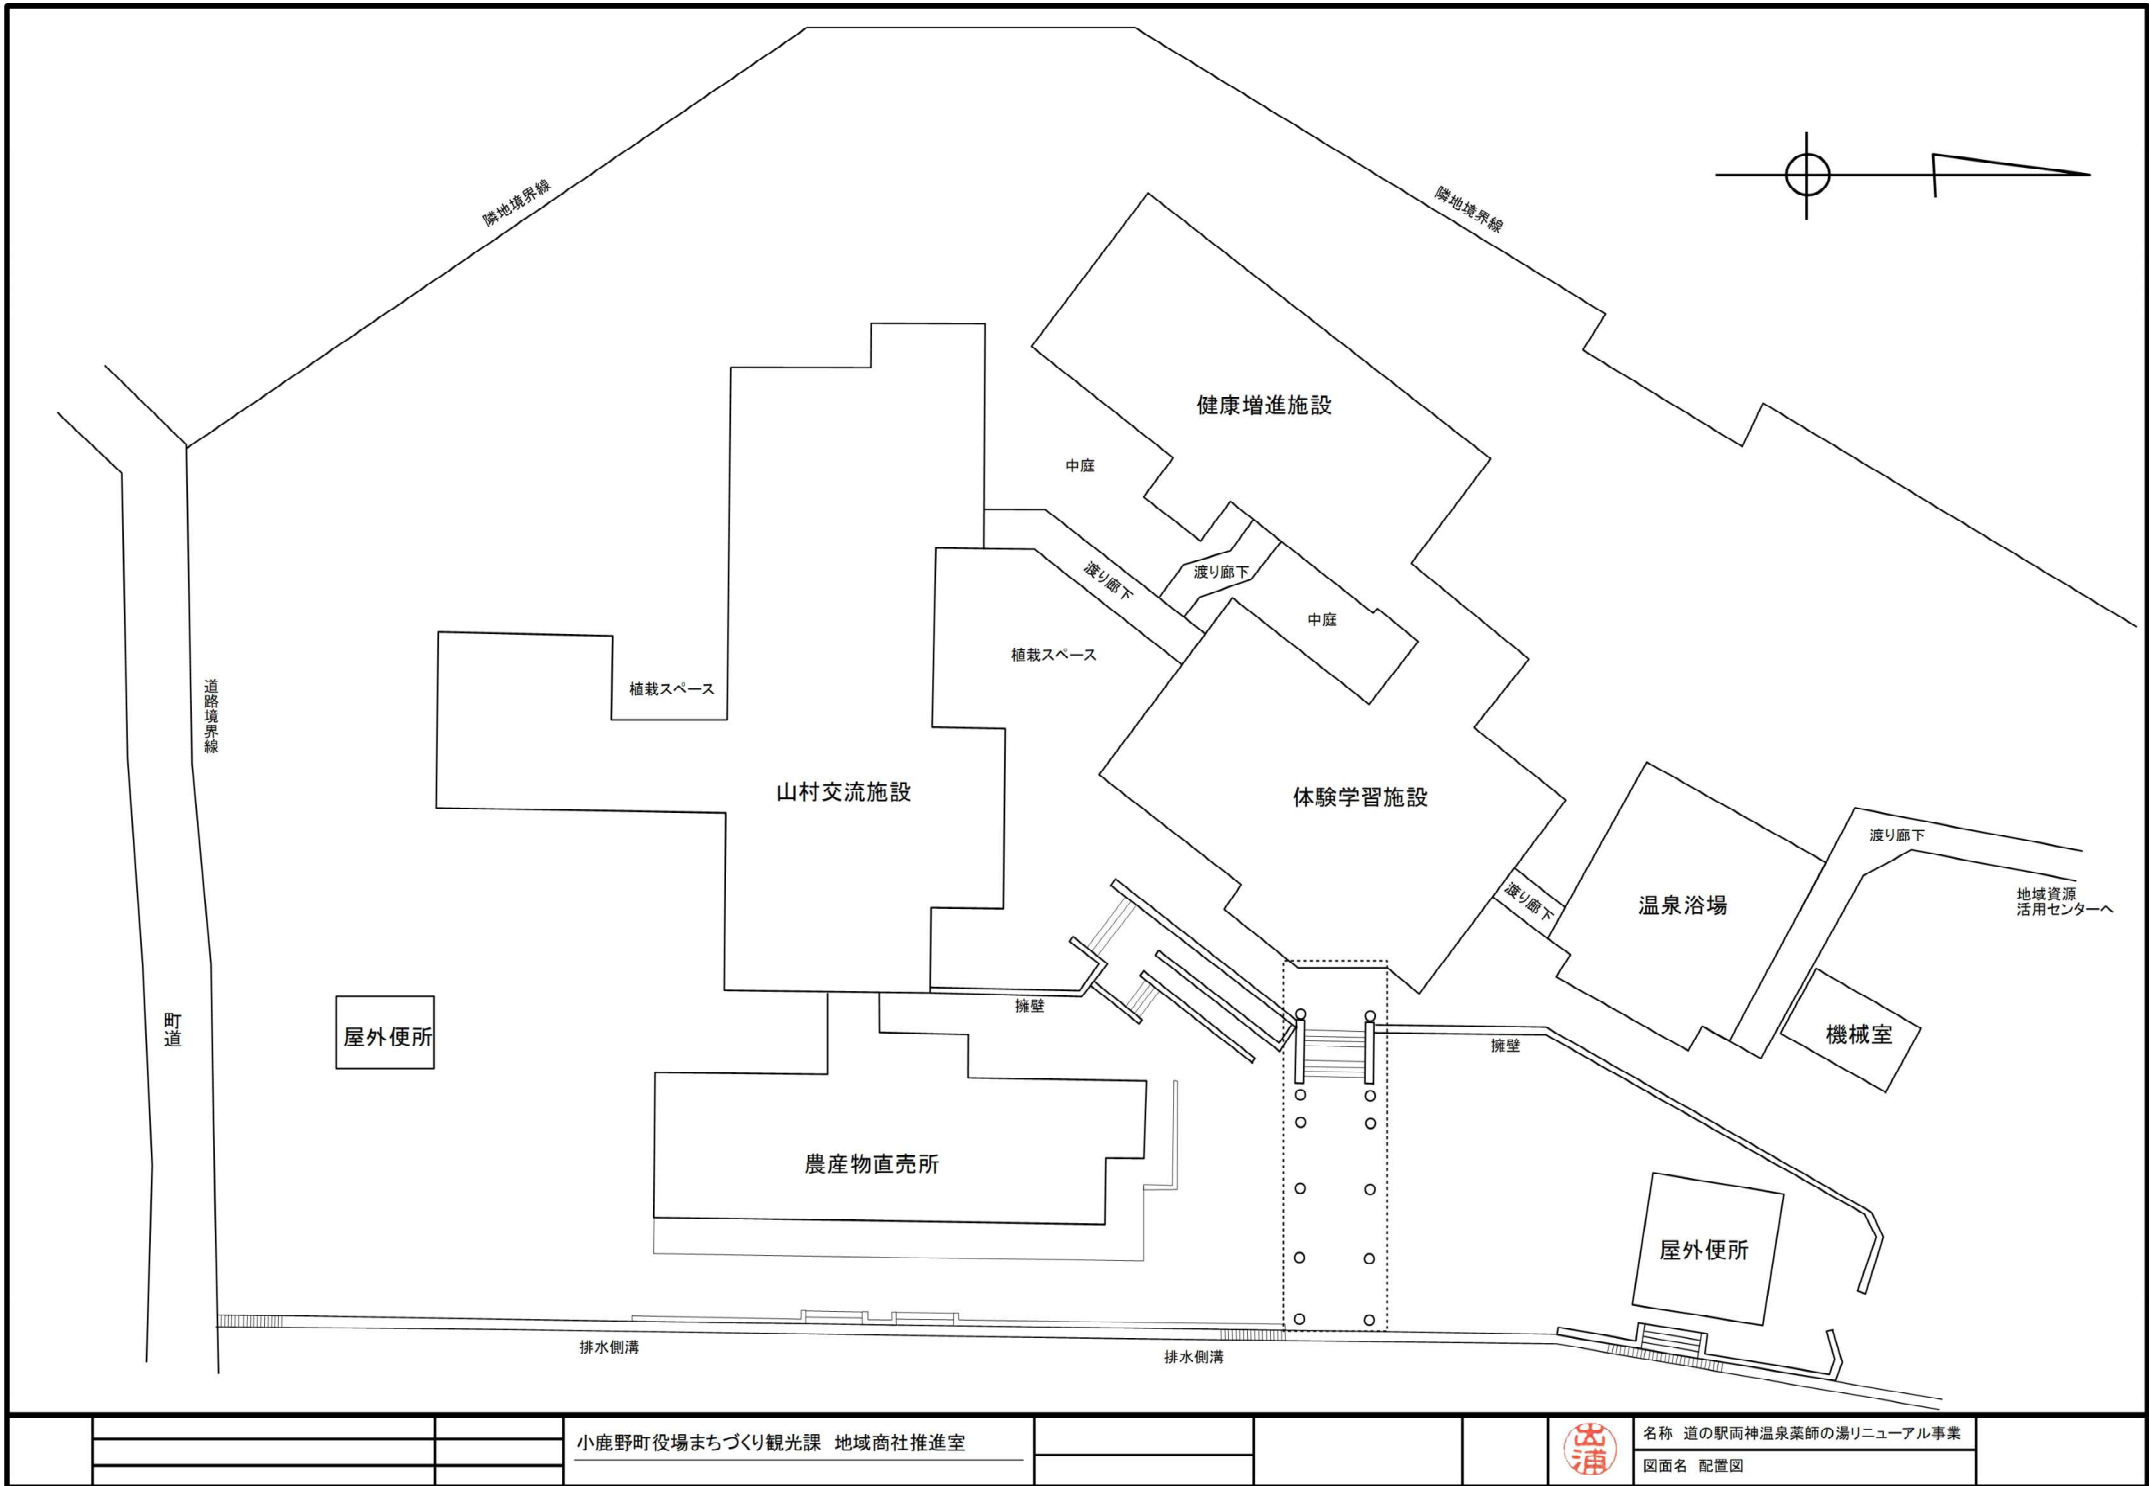 隣地境界線
隣地境界線
健康増進施設
中庭
渡り廊下
渡り廊下
中庭
植栽スペース
植栽スペース
道路境界線
山村交流施設
体験学習施設
渡り廊下
渡り廊下
温泉浴場
地域資源
活用センターへ
擁壁
町道
屋外便所
機械室
擁壁
農産物直売所
屋外便所
排水側溝
排水側溝
小鹿野町役場まちづくり観光課 地域商社推進室
名称 道の駅両神温泉薬師の湯リニューアル事業
図面名 配置図